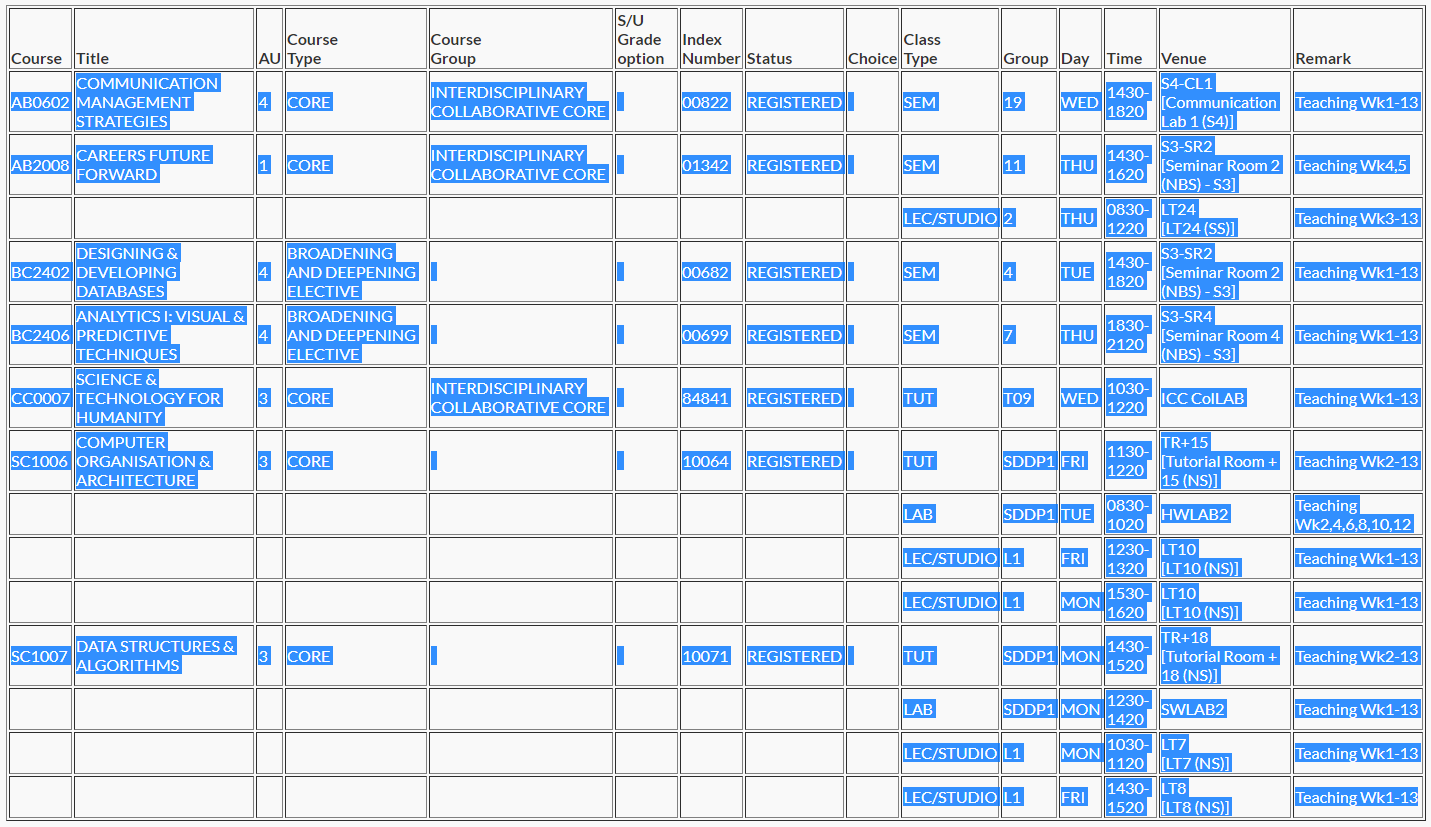 Course Title AU Course Type Course Group S/U Grade option Index Number Status Choice Class Type Group Day Time Venue Remark
AB0602 COMMUNICATION MANAGEMENT STRATEGIES 4 CORE INTERDISCIPLINARY COLLABORATIVE CORE 00822 REGISTERED SEM 19 WED 1430-1820 S4-CL1 [Communication Lab 1 (S4)] Teaching Wk1-13
AB2008 CAREERS FUTURE FORWARD 1 CORE INTERDISCIPLINARY COLLABORATIVE CORE 01342 REGISTERED SEM 11 THU 1430-1620 S3-SR2 [Seminar Room 2 (NBS) - S3] Teaching Wk4,5
LEC/STUDIO 2 THU 0830-1220 LT24 [LT24 (SS)] Teaching Wk3-13
BC2402 DESIGNING & DEVELOPING DATABASES 4 BROADENING AND DEEPENING ELECTIVE 00682 REGISTERED SEM 4 TUE 1430-1820 S3-SR2 [Seminar Room 2 (NBS) - S3] Teaching Wk1-13
BC2406 ANALYTICS I: VISUAL & PREDICTIVE TECHNIQUES 4 BROADENING AND DEEPENING ELECTIVE 00699 REGISTERED SEM 7 THU 1830-2120 S3-SR4 [Seminar Room 4 (NBS) - S3] Teaching Wk1-13
CC0007 SCIENCE & TECHNOLOGY FOR HUMANITY 3 CORE INTERDISCIPLINARY COLLABORATIVE CORE 84841 REGISTERED TUT T09 WED 1030-1220 ICC ColLAB Teaching Wk1-13
SC1006 COMPUTER ORGANISATION & ARCHITECTURE 3 CORE 10064 REGISTERED TUT SDDP1 FRI 1130-1220 TR+15 [Tutorial Room + 15 (NS)] Teaching Wk2-13
LAB SDDP1 TUE 0830-1020 HWLAB2 Teaching Wk2,4,6,8,10,12
LEC/STUDIO L1 FRI 1230-1320 LT10 [LT10 (NS)] Teaching Wk1-13
LEC/STUDIO L1 MON 1530-1620 LT10 [LT10 (NS)] Teaching Wk1-13
SC1007 DATA STRUCTURES & ALGORITHMS 3 CORE 10071 REGISTERED TUT SDDP1 MON 1430-1520 TR+18 [Tutorial Room + 18 (NS)] Teaching Wk2-13
LAB SDDP1 MON 1230-1420 SWLAB2 Teaching Wk1-13
LEC/STUDIO L1 MON 1030-1120 LT7 [LT7 (NS)] Teaching Wk1-13
LEC/STUDIO L1 FRI 1430-1520 LT8 [LT8 (NS)] Teaching Wk1-13